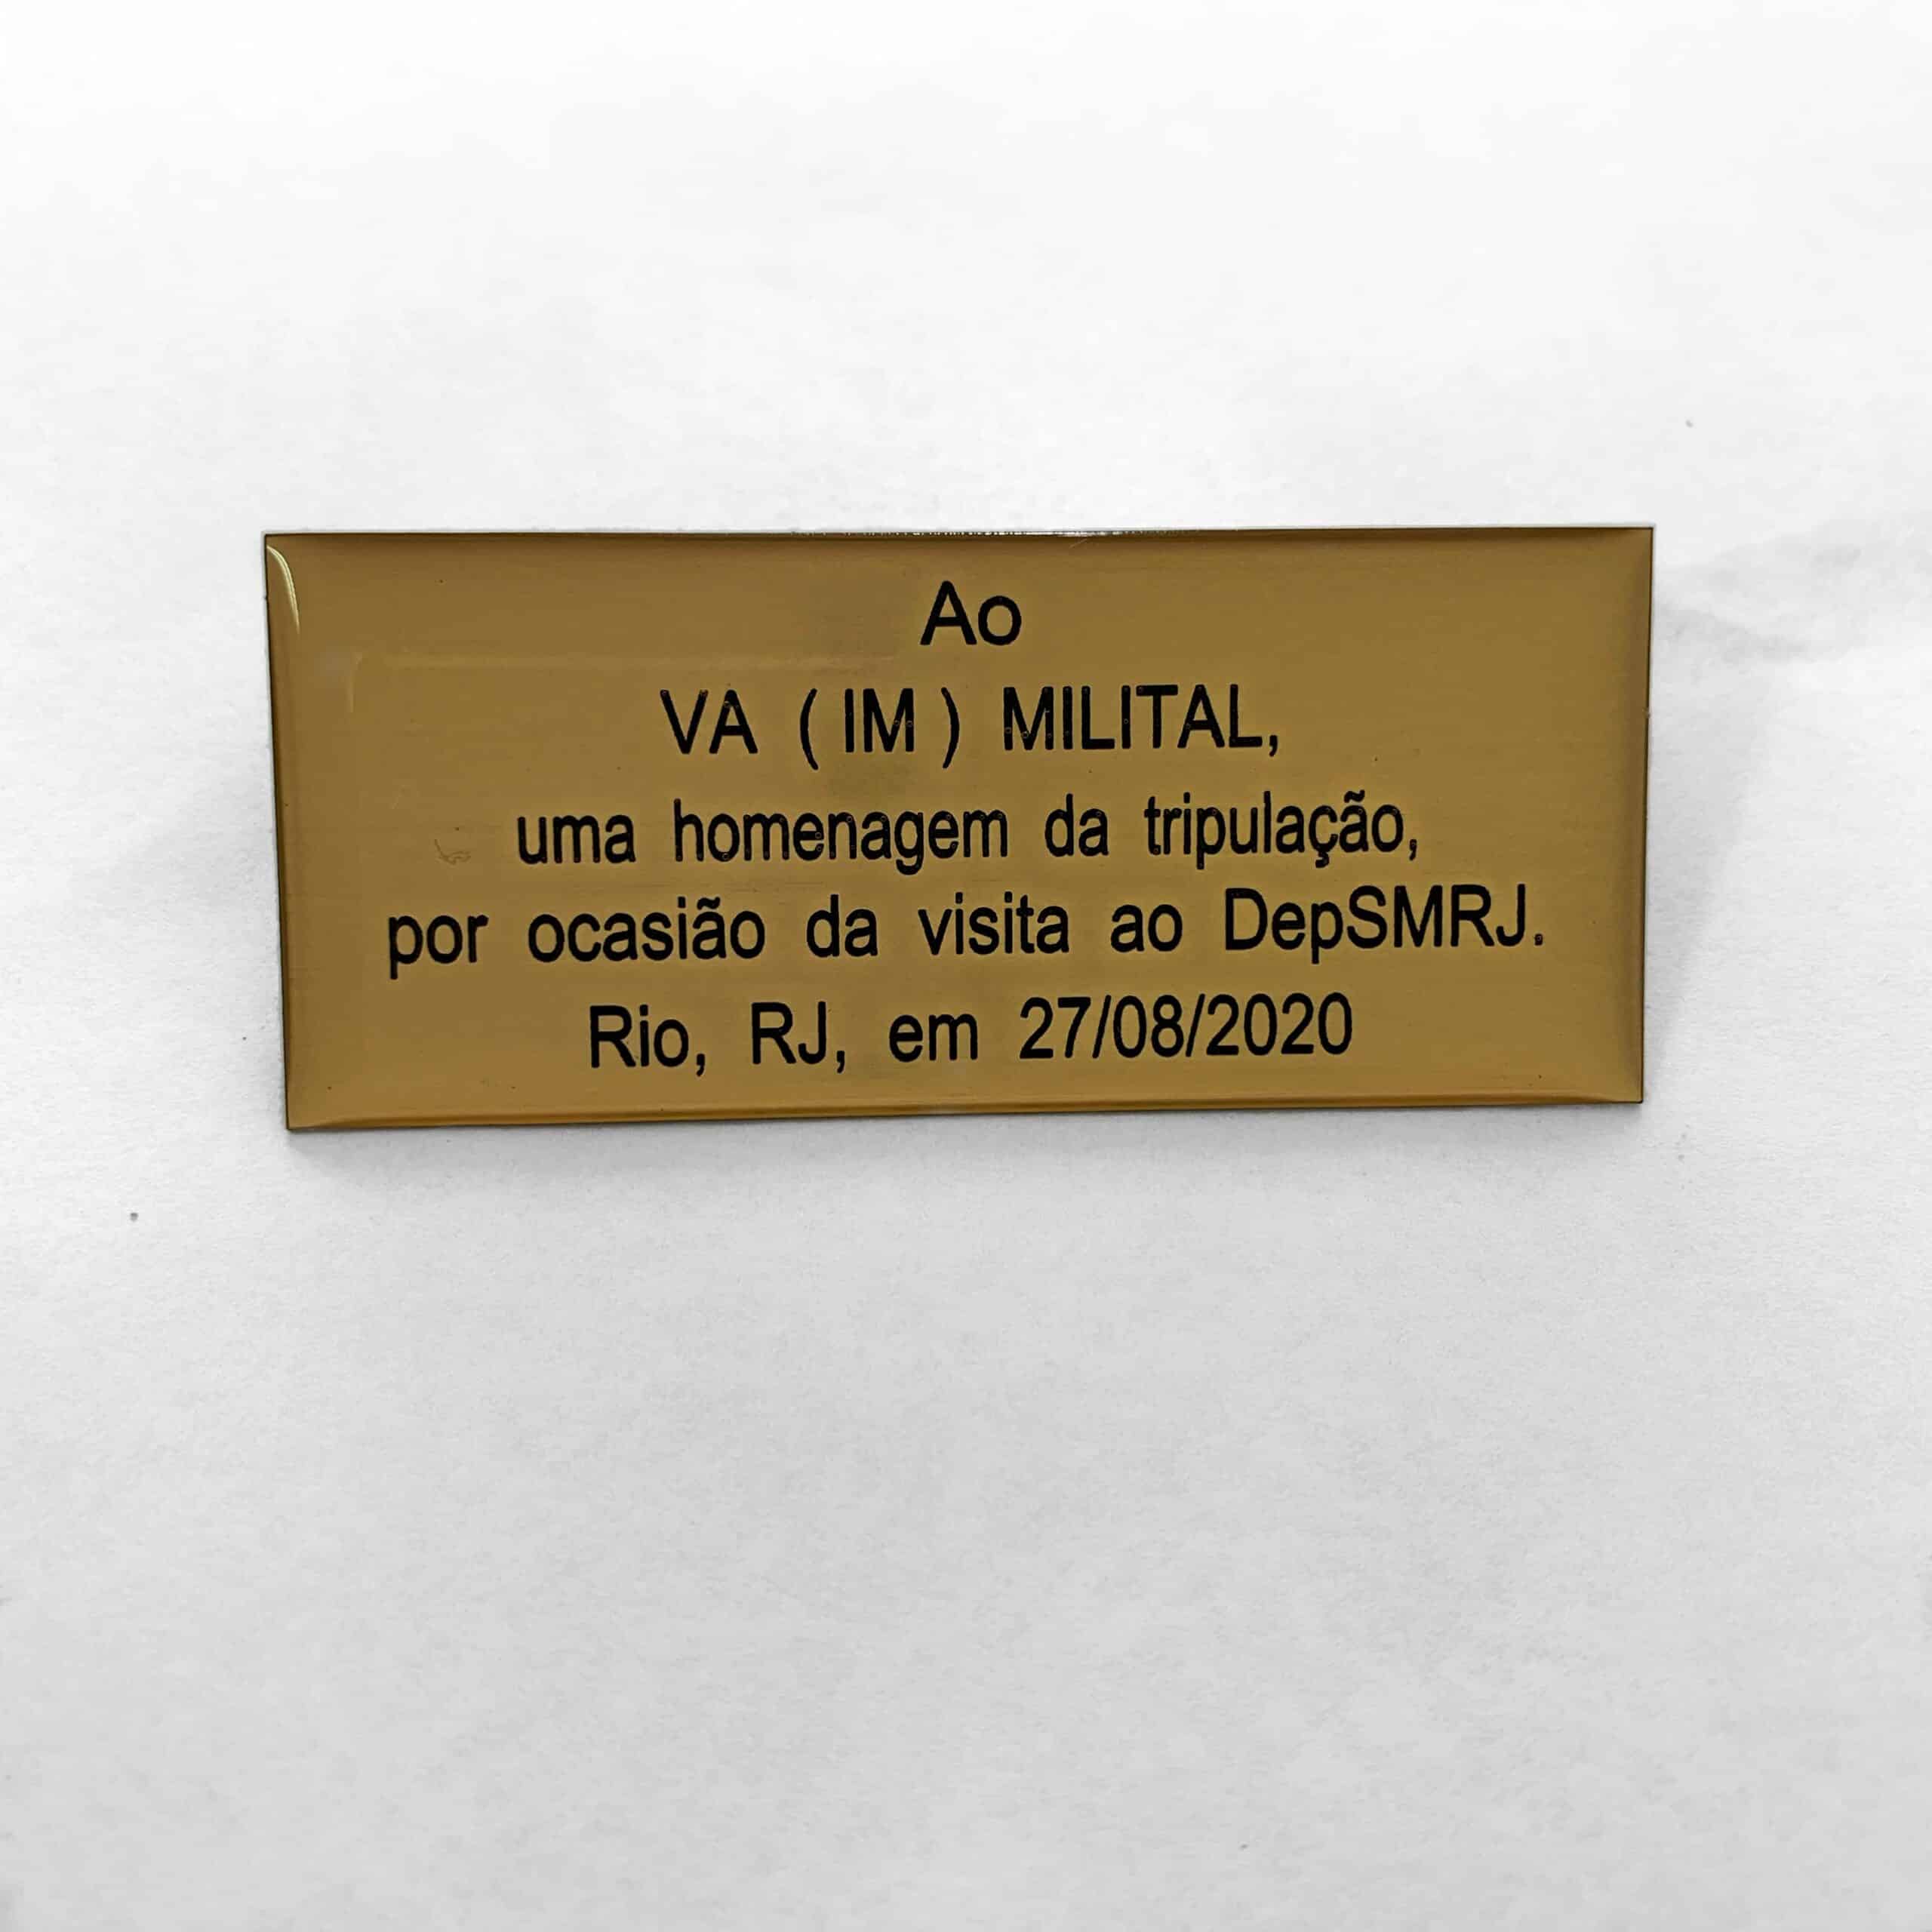 Ao
VA ( IM ) MILITAL,
uma homenagem da tripulação,
por ocasião da visita ao DepSMRJ.
Rio, RJ, em 27/08/2020